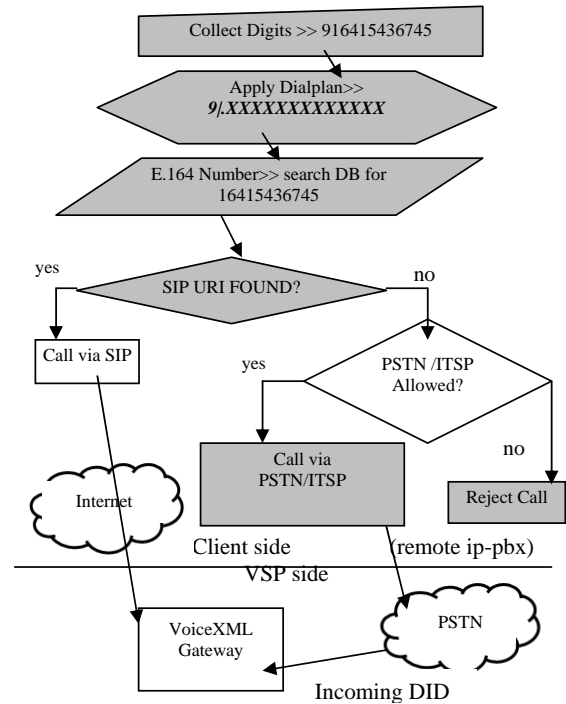 Collect Digits >> 916415436745
Apply Dialplan>>
9|.XXXXXXXXXXXXX
E.164 Number>> search DB for
16415436745
yes
SIP URI FOUND?
no
Call via SIP
yes
PSTN /ITSP
Allowed?
no
Call via
PSTN/ITSP
Reject Call
Internet
Client side (remote ip-pbx)
VSP side
VoiceXML
Gateway
PSTN
Incoming DID